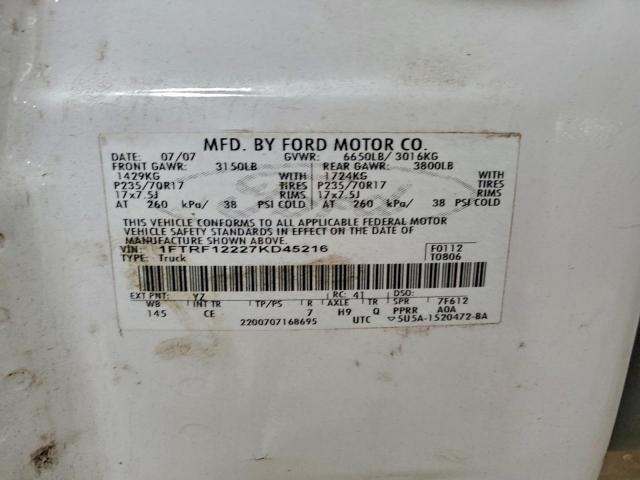 MFD. BY FORD MOTOR CO.
DATE: 07/07 GVWR: 6650LB/ 3016KG
FRONT GAWR: 3150LB REAR GAWR: 3800LB
1429KG WITH 1724KG WITH
P235/70R17 TIRES P235/70R17 TIRES
17x7.5J RIMS 17x7.5J RIMS
AT 260 kPa/ 38 PSI COLD AT 260 kPa/ 38 PSI COLD
THIS VEHICLE CONFORMS TO ALL APPLICABLE FEDERAL MOTOR
VEHICLE SAFETY STANDARDS IN EFFECT ON THE DATE OF
MANUFACTURE SHOWN ABOVE.
VIN: 1FTRF12227KD45216 F0112
TYPE: Truck T0806
EXT PNT: YZ RC: 41 DSO:
WB INT TR TP/PS R AXLE TR SPR 7F612
145 CE 7 H9 Q PPRR A0A
2200707168695 UTC ▽5U5A-1520472-BA